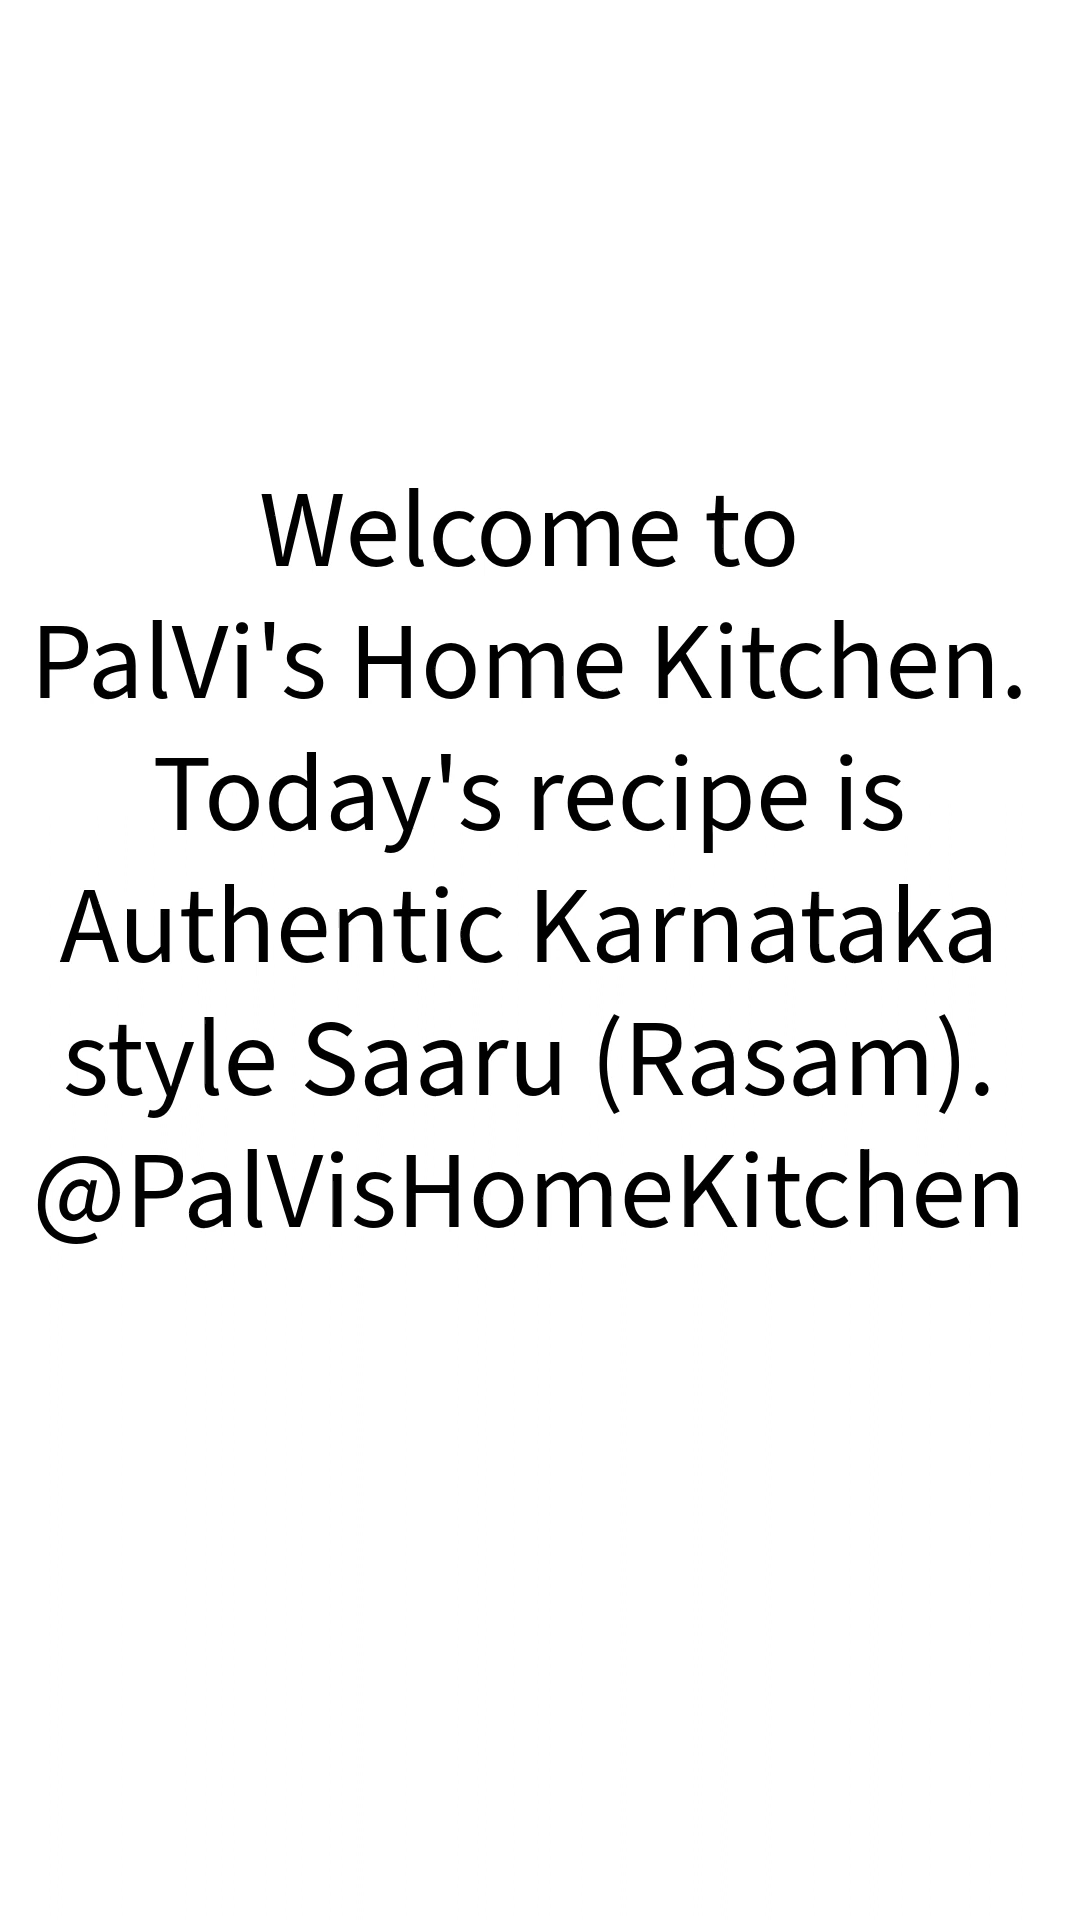 Welcome to
PalVi's Home Kitchen.
Today's recipe is
Authentic Karnataka
style Saaru (Rasam).
@PalVisHomeKitchen